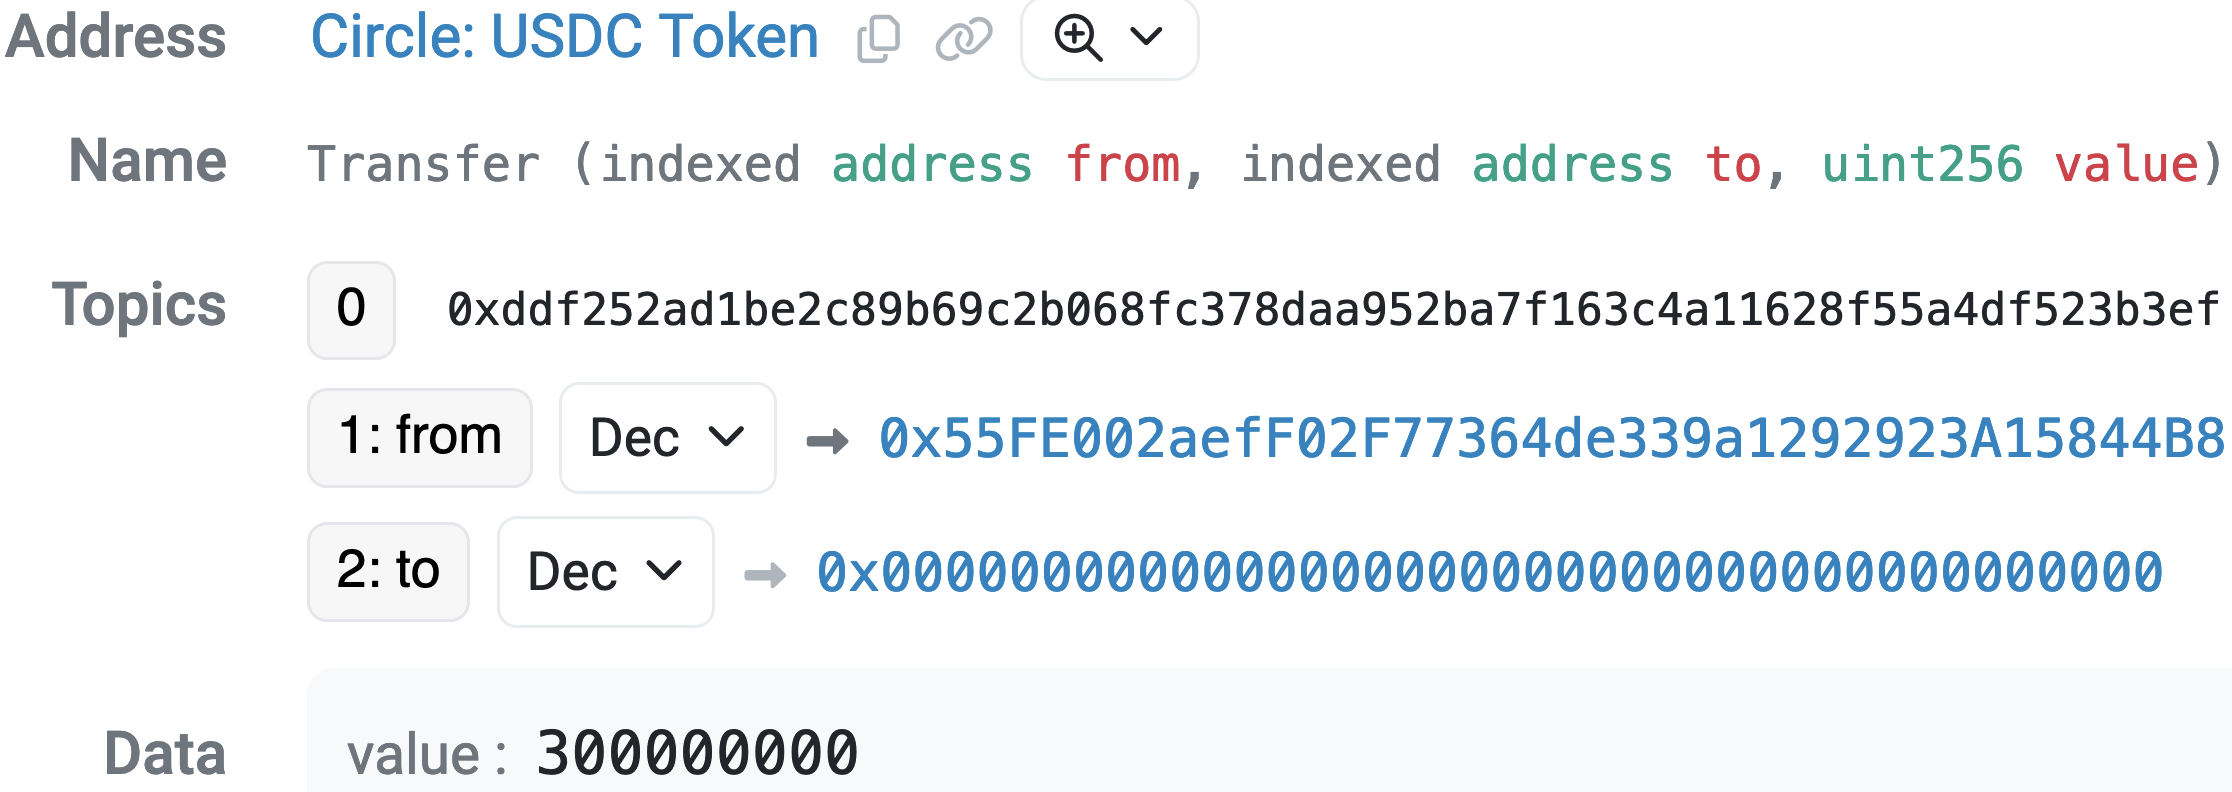 Address Circle: USDC Token
Name Transfer (indexed address from, indexed address to, uint256 value)
Topics 0 0xddf252ad1be2c89b69c2b068fc378daa952ba7f163c4a11628f55a4df523b3ef
1: from Dec → 0x55FE002aefF02F77364de339a1292923A15844B8
2: to Dec → 0x0000000000000000000000000000000000000000
Data value : 300000000